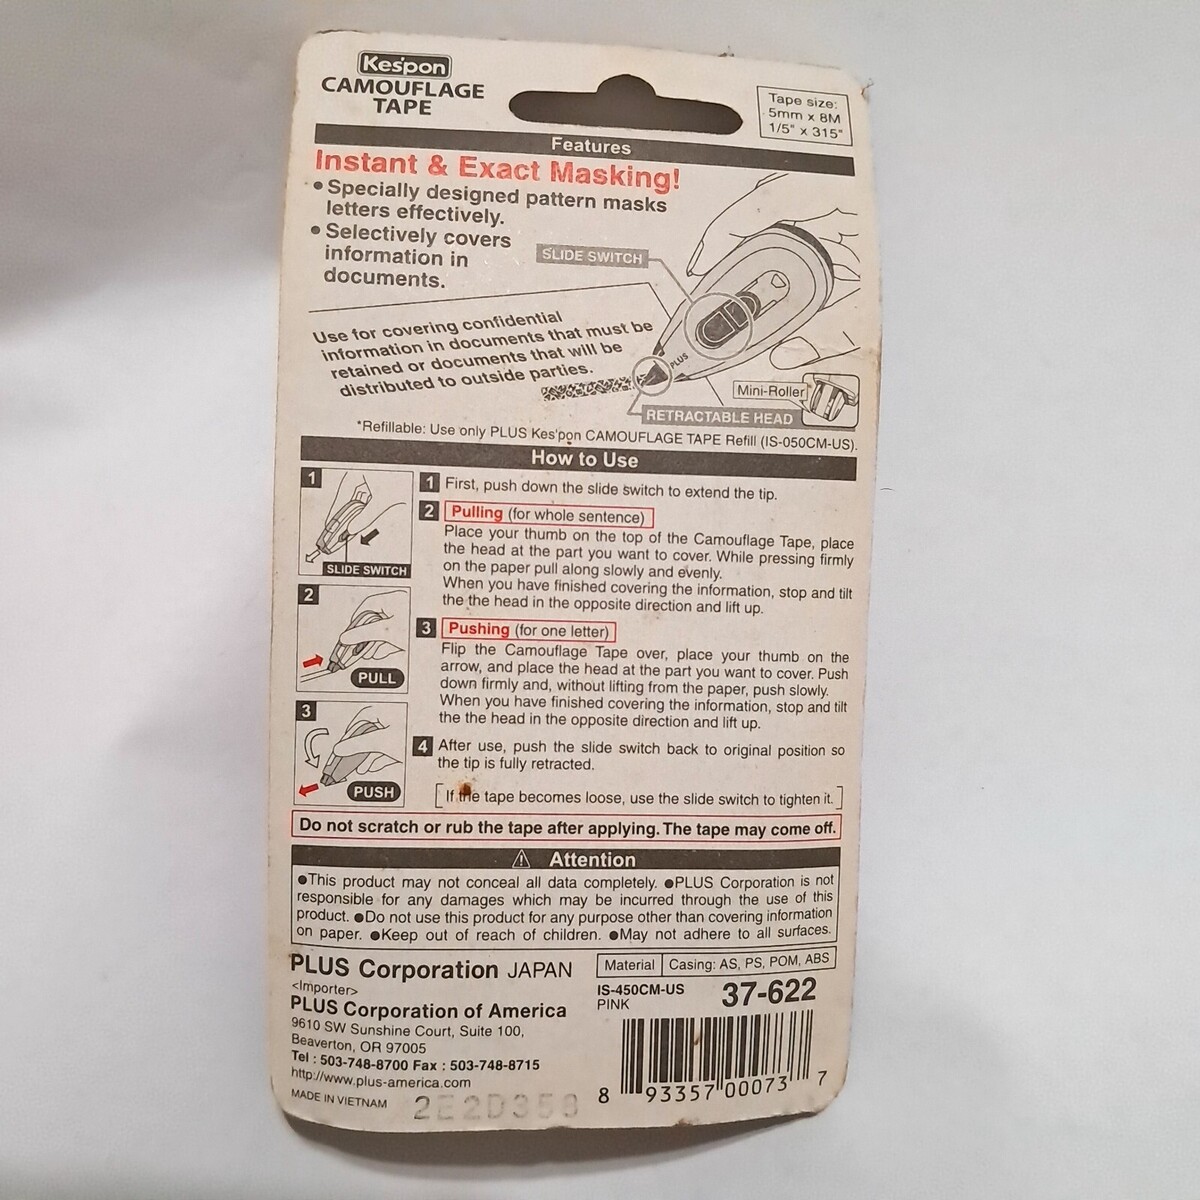 Kes'pon
CAMOUFLAGE
TAPE
Tape size:
5mm x 8M
1/5" x 315"
Features
Instant & Exact Masking!
● Specially designed pattern masks
letters effectively.
● Selectively covers
information in
documents.
SLIDE SWITCH
Use for covering confidential
information in documents that must be
retained or documents that will be
distributed to outside parties.
PLUS
Mini-Roller
RETRACTABLE HEAD
*Refillable: Use only PLUS Kes'pon CAMOUFLAGE TAPE Refill (IS-050CM-US).
How to Use
1
SLIDE SWITCH
2
PULL
3
PUSH
1 First, push down the slide switch to extend the tip.
2 Pulling (for whole sentence)
Place your thumb on the top of the Camouflage Tape, place
the head at the part you want to cover. While pressing firmly
on the paper pull along slowly and evenly.
When you have finished covering the information, stop and tilt
the the head in the opposite direction and lift up.
3 Pushing (for one letter)
Flip the Camouflage Tape over, place your thumb on the
arrow, and place the head at the part you want to cover. Push
down firmly and, without lifting from the paper, push slowly.
When you have finished covering the information, stop and tilt
the the head in the opposite direction and lift up.
4 After use, push the slide switch back to original position so
the tip is fully retracted.
[If the tape becomes loose, use the slide switch to tighten it.]
Do not scratch or rub the tape after applying. The tape may come off.
⚠ Attention
●This product may not conceal all data completely. ●PLUS Corporation is not
responsible for any damages which may be incurred through the use of this
product. ●Do not use this product for any purpose other than covering information
on paper. ●Keep out of reach of children. ●May not adhere to all surfaces.
PLUS Corporation JAPAN
<Importer>
PLUS Corporation of America
9610 SW Sunshine Court, Suite 100,
Beaverton, OR 97005
Tel : 503-748-8700 Fax : 503-748-8715
http://www.plus-america.com
MADE IN VIETNAM
2E2D358
Material Casing: AS, PS, POM, ABS
IS-450CM-US
PINK
37-622
8 93357 00073 7